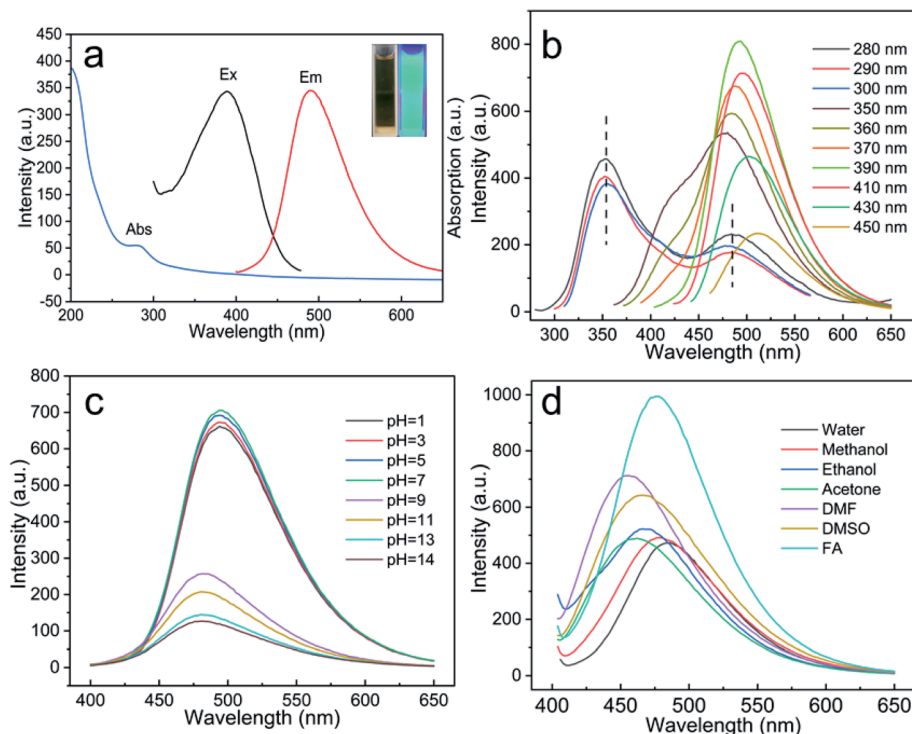 a
Ex
Em
Abs
450
400
350
300
250
200
150
100
50
0
-50
Intensity (a.u.)
Absorption (a.u.)
200 300 400 500 600
Wavelength (nm)
b
800
600
400
200
0
Intensity (a.u.)
280 nm
290 nm
300 nm
350 nm
360 nm
370 nm
390 nm
410 nm
430 nm
450 nm
300 350 400 450 500 550 600 650
Wavelength (nm)
c
800
700
600
500
400
300
200
100
0
Intensity (a.u.)
pH=1
pH=3
pH=5
pH=7
pH=9
pH=11
pH=13
pH=14
400 450 500 550 600 650
Wavelength (nm)
d
1000
800
600
400
200
0
Intensity (a.u.)
Water
Methanol
Ethanol
Acetone
DMF
DMSO
FA
400 450 500 550 600 650
Wavelength (nm)